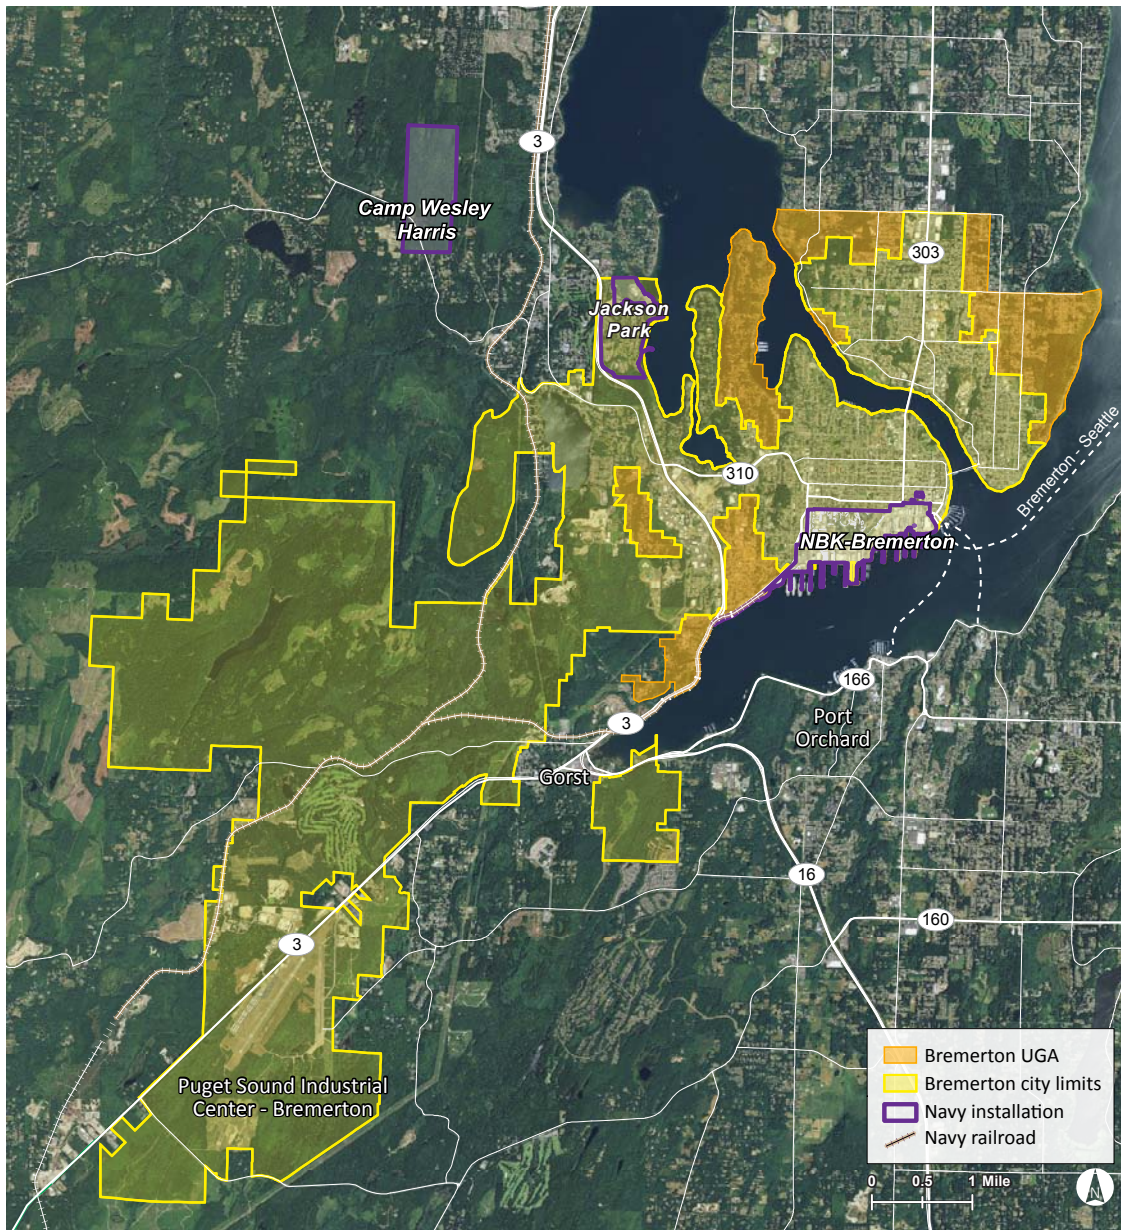 3
Camp Wesley
Harris
303
Jackson
Park
Bremerton - Seattle
310
NBK-Bremerton
166
3
Port
Orchard
Gorst
16
160
3
Puget Sound Industrial
Center - Bremerton
Bremerton UGA
Bremerton city limits
Navy installation
Navy railroad
0 0.5 1 Mile
N